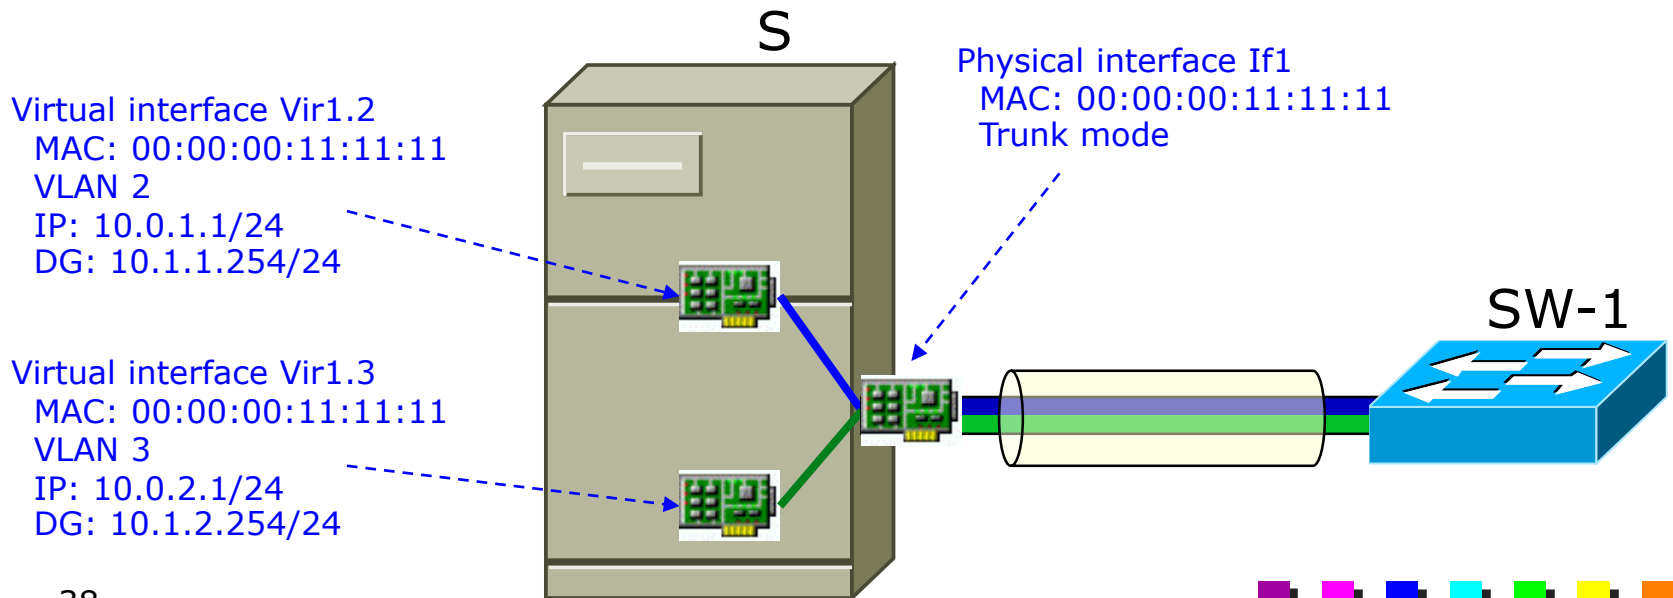 S
Physical interface If1
MAC: 00:00:00:11:11:11
Trunk mode
Virtual interface Vir1.2
MAC: 00:00:00:11:11:11
VLAN 2
IP: 10.0.1.1/24
DG: 10.1.1.254/24
SW-1
Virtual interface Vir1.3
MAC: 00:00:00:11:11:11
VLAN 3
IP: 10.0.2.1/24
DG: 10.1.2.254/24
38